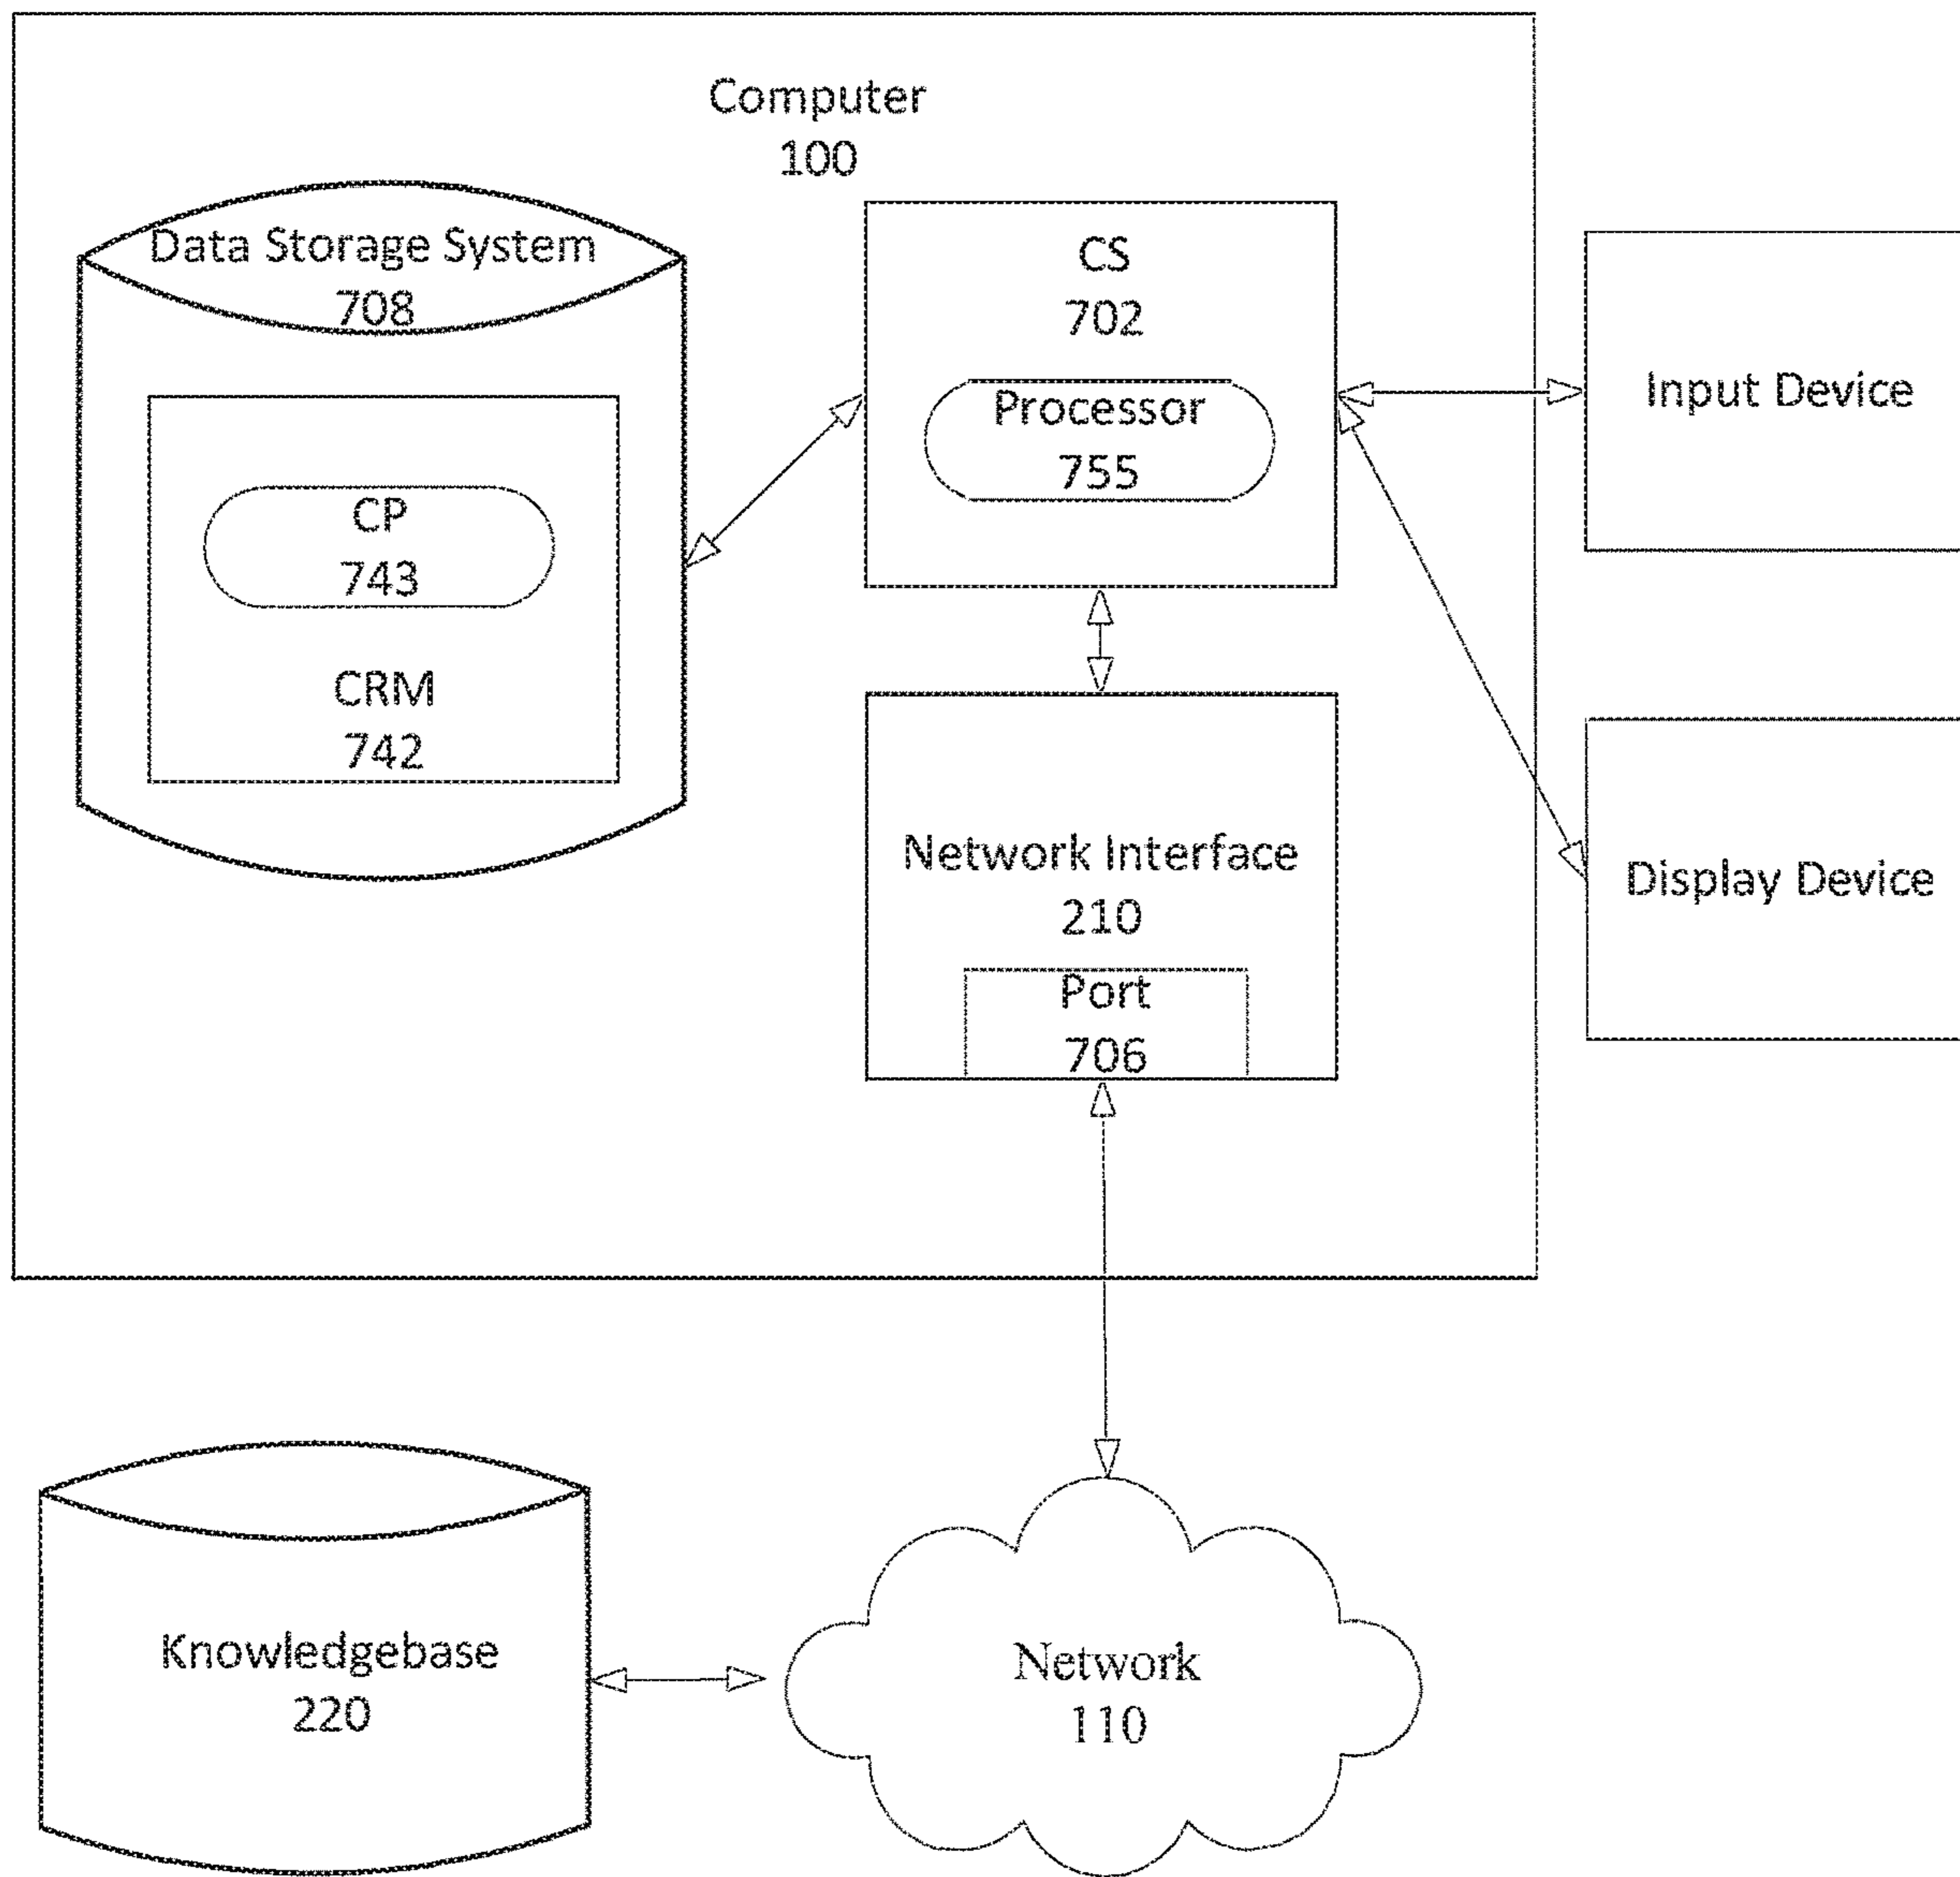 Computer
100
Data Storage System
708
CP
743
CRM
742
CS
702
Processor
755
Input Device
Network Interface
210
Port
706
Display Device
Knowledgebase
220
Network
110